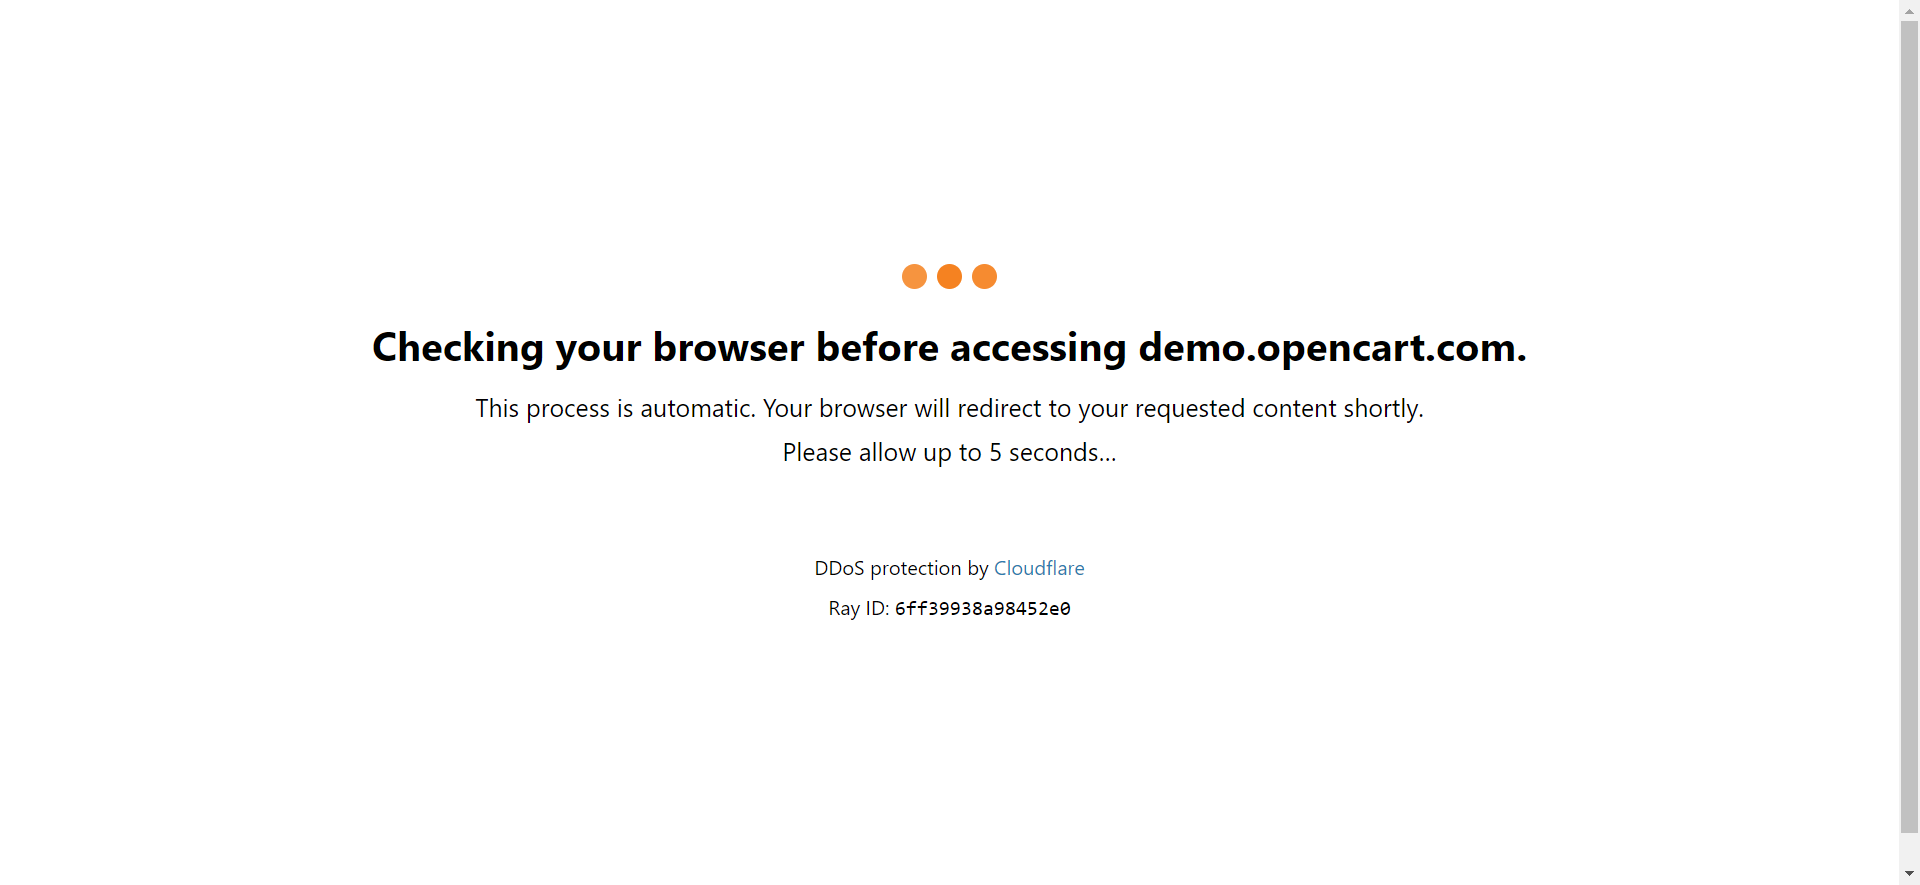 Checking your browser before accessing demo.opencart.com.
This process is automatic. Your browser will redirect to your requested content shortly.
Please allow up to 5 seconds...
DDoS protection by Cloudflare
Ray ID: 6ff39938a98452e0